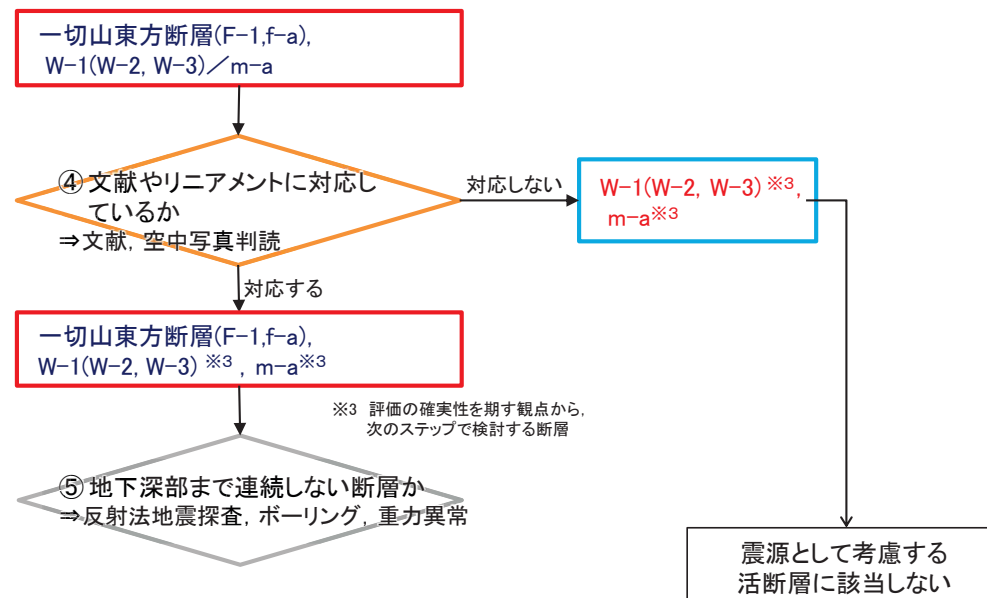 一切山東方断層(F-1,f-a),
W-1(W-2, W-3)／m-a
④文献やリニアメントに対応し
ているか
⇒文献, 空中写真判読
対応しない
W-1(W-2, W-3)※3,
m-a※3
対応する
一切山東方断層(F-1,f-a),
W-1(W-2, W-3)※3, m-a※3
※3 評価の確実性を期す観点から,
次のステップで検討する断層
⑤地下深部まで連続しない断層か
⇒反射法地震探査, ボーリング, 重力異常
震源として考慮する
活断層に該当しない